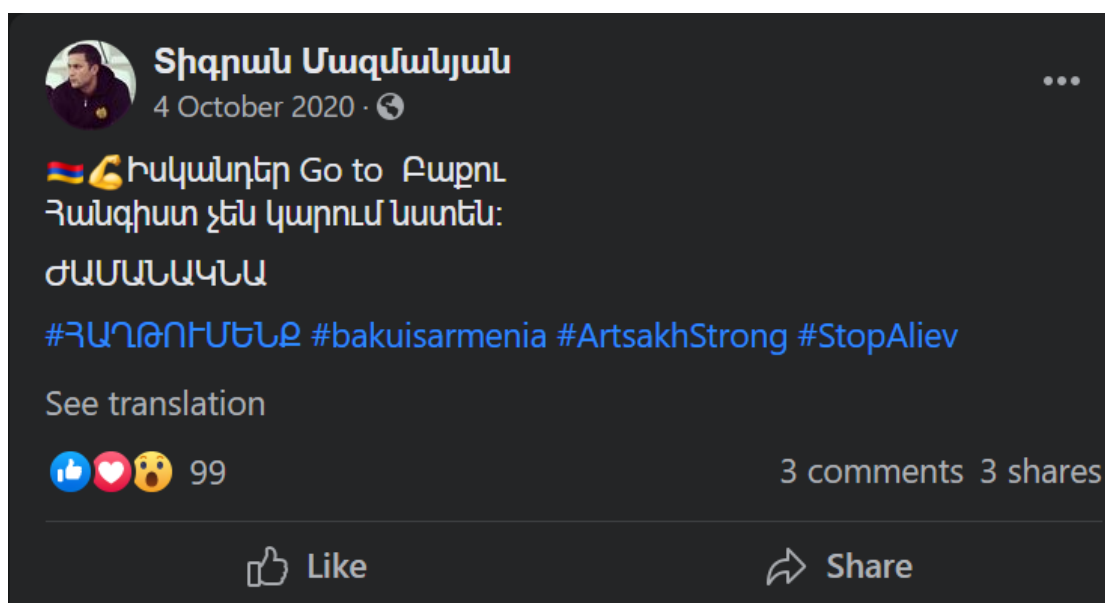 Տիգրան Մազմանյան
4 October 2020
🇦🇲💪Իսկանդեր Go to Բաքու
Հանգիստ չեն կարում նստեն:
ԺԱՄԱՆԱԿՆԱ
#ՀԱՂԹՈՒՄԵՆՔ #bakuisarmenia #ArtsakhStrong #StopAliev
See translation
99
3 comments 3 shares
Like
Share